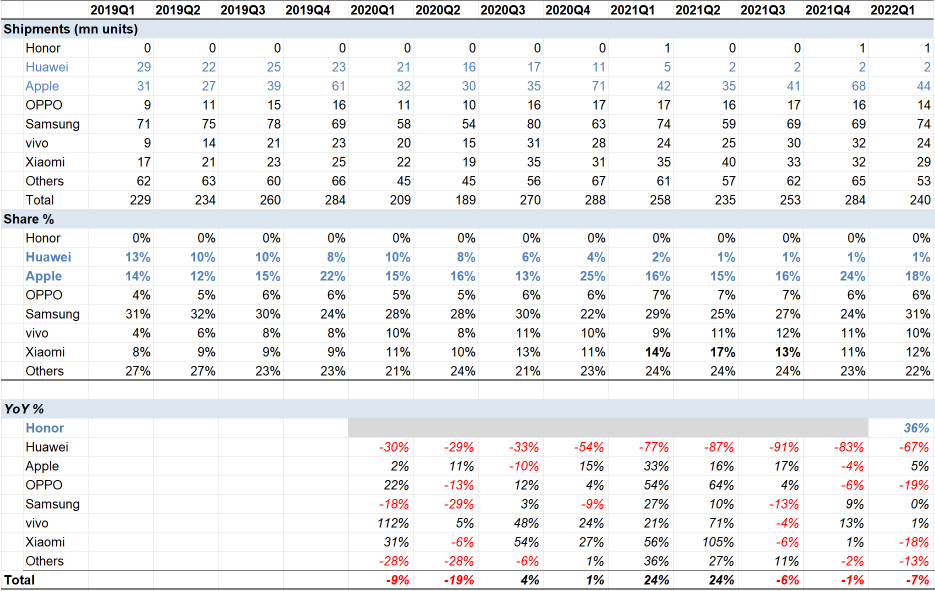 2019Q1 2019Q2 2019Q3 2019Q4 2020Q1 2020Q2 2020Q3 2020Q4 2021Q1 2021Q2 2021Q3 2021Q4 2022Q1
Shipments (mn units)
Honor 0 0 0 0 0 0 0 0 1 0 0 1 1
Huawei 29 22 25 23 21 16 17 11 5 2 2 2 2
Apple 31 27 39 61 32 30 35 71 42 35 41 68 44
OPPO 9 11 15 16 11 10 16 17 17 16 17 16 14
Samsung 71 75 78 69 58 54 80 63 74 59 69 69 74
vivo 9 14 21 23 20 15 31 28 24 25 30 32 24
Xiaomi 17 21 23 25 22 19 35 31 35 40 33 32 29
Others 62 63 60 66 45 45 56 67 61 57 62 65 53
Total 229 234 260 284 209 189 270 288 258 235 253 284 240
Share %
Honor 0% 0% 0% 0% 0% 0% 0% 0% 0% 0% 0% 0% 0%
Huawei 13% 10% 10% 8% 10% 8% 6% 4% 2% 1% 1% 1% 1%
Apple 14% 12% 15% 22% 15% 16% 13% 25% 16% 15% 16% 24% 18%
OPPO 4% 5% 6% 6% 5% 5% 6% 6% 7% 7% 7% 6% 6%
Samsung 31% 32% 30% 24% 28% 28% 30% 22% 29% 25% 27% 24% 31%
vivo 4% 6% 8% 8% 10% 8% 11% 10% 9% 11% 12% 11% 10%
Xiaomi 8% 9% 9% 9% 11% 10% 13% 11% 14% 17% 13% 11% 12%
Others 27% 27% 23% 23% 21% 24% 21% 23% 24% 24% 24% 23% 22%
YoY %
Honor 36%
Huawei -30% -29% -33% -54% -77% -87% -91% -83% -67%
Apple 2% 11% -10% 15% 33% 16% 17% -4% 5%
OPPO 22% -13% 12% 4% 54% 64% 4% -6% -19%
Samsung -18% -29% 3% -9% 27% 10% -13% 9% 0%
vivo 112% 5% 48% 24% 21% 71% -4% 13% 1%
Xiaomi 31% -6% 54% 27% 56% 105% -6% 1% -18%
Others -28% -28% -6% 1% 36% 27% 11% -2% -13%
Total -9% -19% 4% 1% 24% 24% -6% -1% -7%